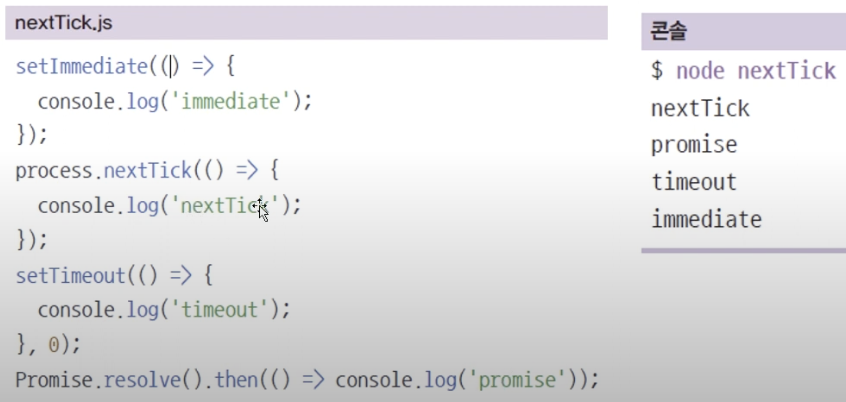 nextTick.js
setImmediate(() => {
  console.log('immediate');
});
process.nextTick(() => {
  console.log('nextTick');
});
setTimeout(() => {
  console.log('timeout');
}, 0);
Promise.resolve().then(() => console.log('promise'));
콘솔
$ node nextTick
nextTick
promise
timeout
immediate